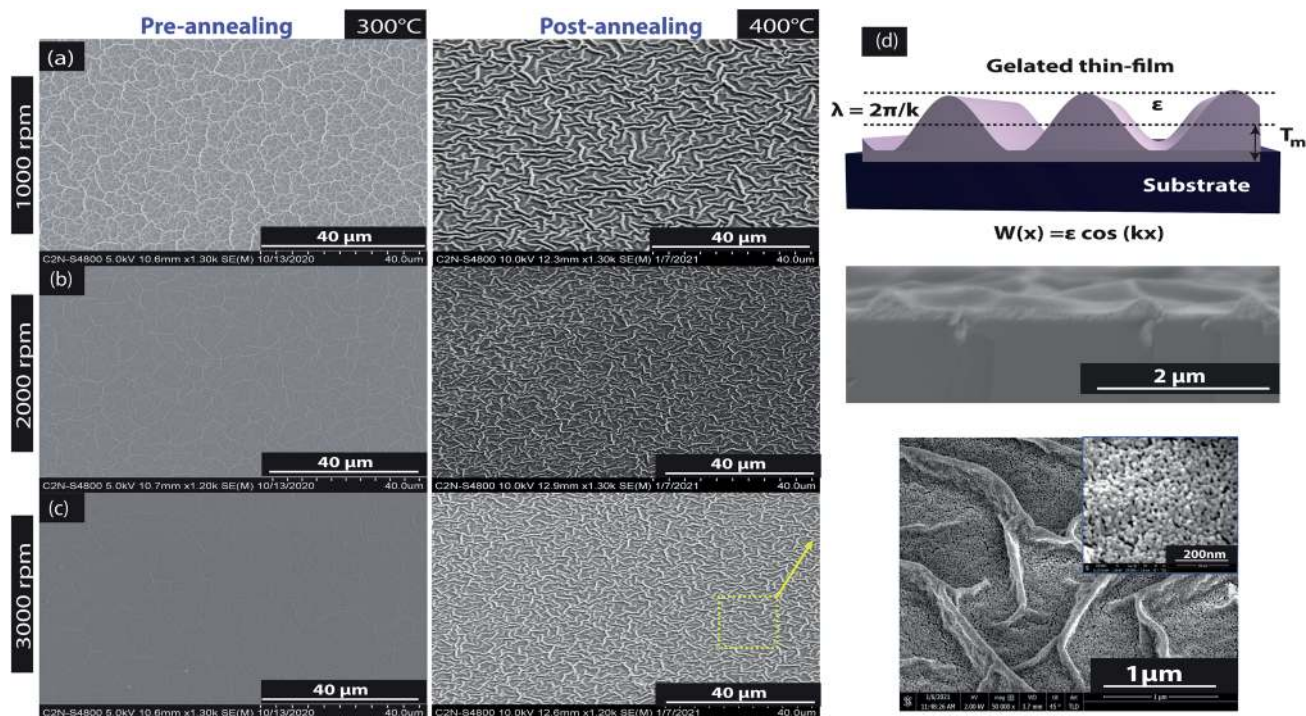 Pre-annealing
300°C
Post-annealing
400°C
(a)
1000 rpm
40 µm
C2N-S4800 5.0kV 10.6mm x1.30k SE(M) 10/13/2020
40.0um
40 µm
C2N-S4800 10.0kV 12.3mm x1.30k SE(M) 1/7/2021
40.0um
(b)
2000 rpm
40 µm
C2N-S4800 5.0kV 10.7mm x1.20k SE(M) 10/13/2020
40.0um
40 µm
C2N-S4800 10.0kV 12.9mm x1.30k SE(M) 1/7/2021
40.0um
(c)
3000 rpm
40 µm
C2N-S4800 5.0kV 10.6mm x1.30k SE(M) 10/13/2020
40.0um
40 µm
C2N-S4800 10.0kV 12.6mm x1.20k SE(M) 1/7/2021
40.0um
(d)
Gelated thin-film
λ = 2π/k
ε
Tm
Substrate
W(x) =ε cos (kx)
2 µm
200nm
1µm